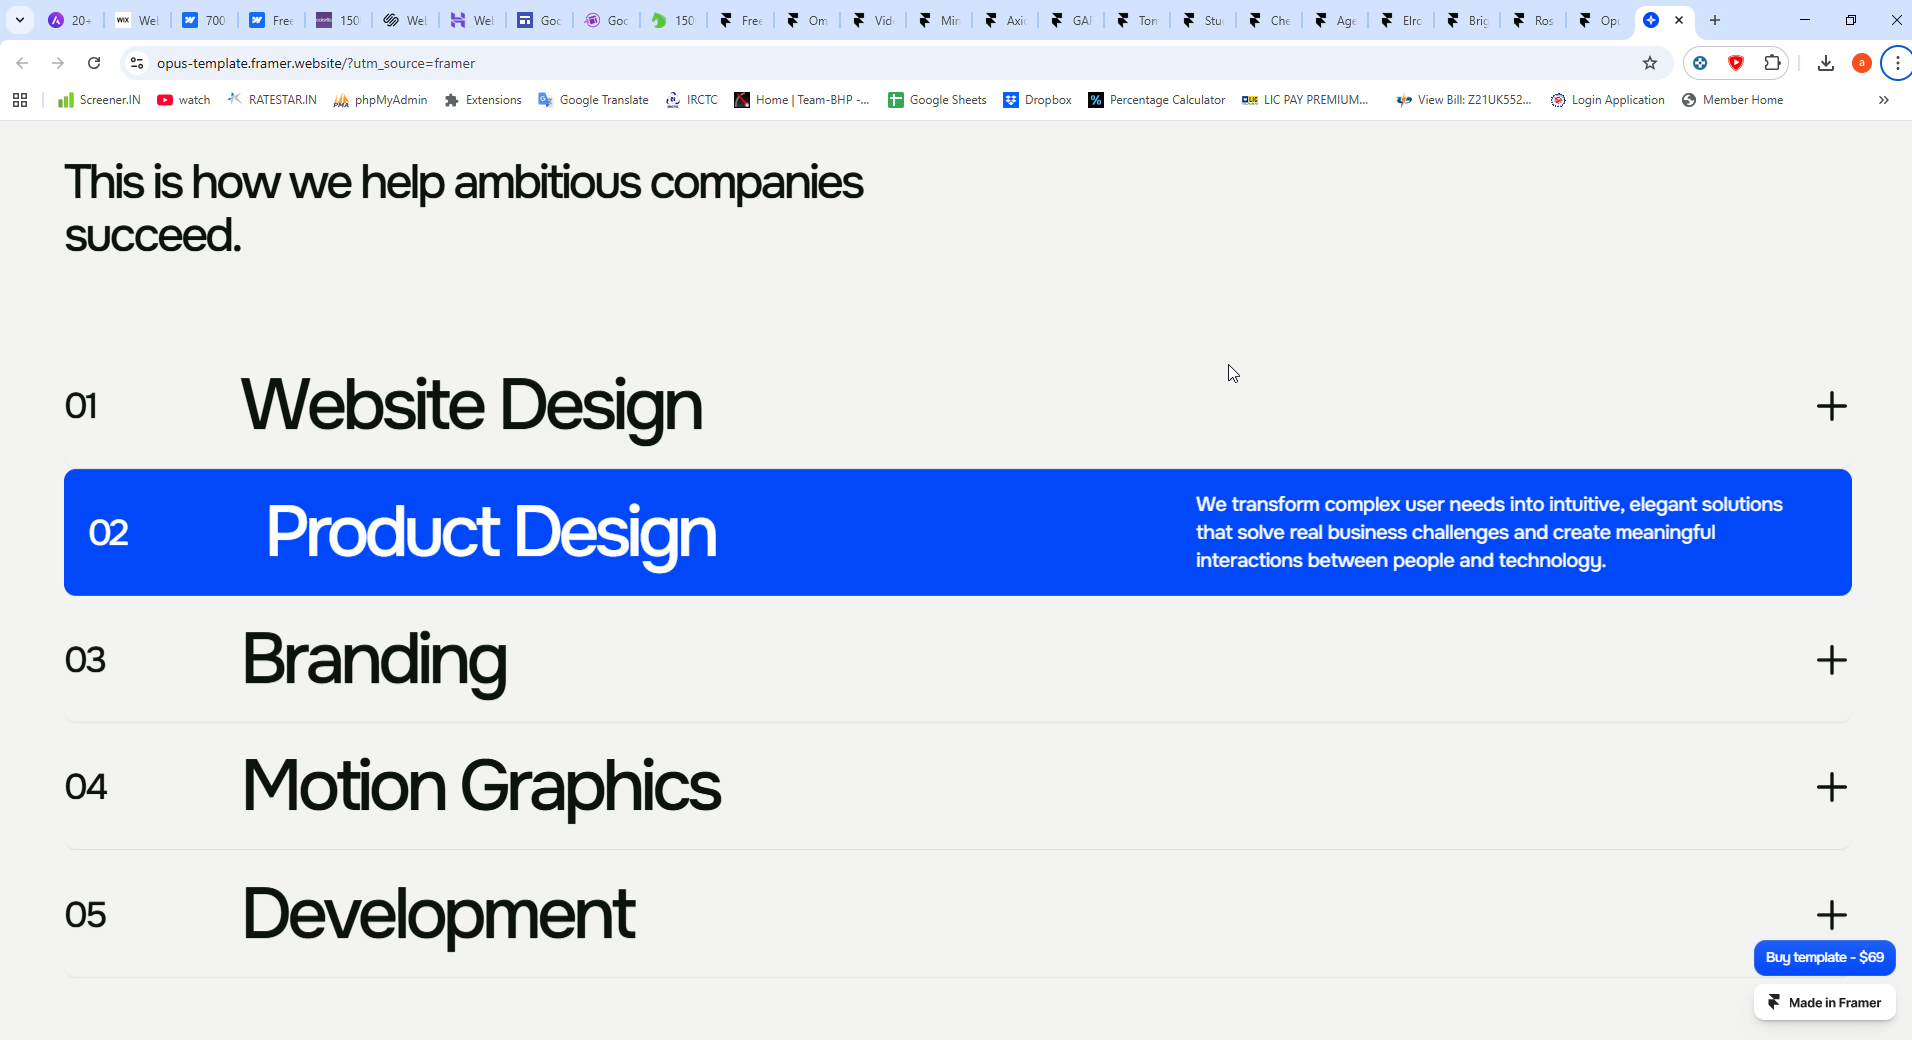 20+
Wel
700
Free
150
Wel
Wel
Goo
Goo
150
Free
Om
Vid
Min
Axi
GA
Tom
Stu
Che
Age
Elro
Brig
Ros
Opu
opus-template.framer.website/?utm_source=framer
a
Screener.IN
watch
RATESTAR.IN
phpMyAdmin
Extensions
Google Translate
IRCTC
Home | Team-BHP -...
Google Sheets
Dropbox
Percentage Calculator
LIC PAY PREMIUM...
View Bill: Z21UK552...
Login Application
Member Home
This is how we help ambitious companies
succeed.
01
Website Design
02
Product Design
We transform complex user needs into intuitive, elegant solutions
that solve real business challenges and create meaningful
interactions between people and technology.
03
Branding
04
Motion Graphics
05
Development
Buy template - $69
Made in Framer